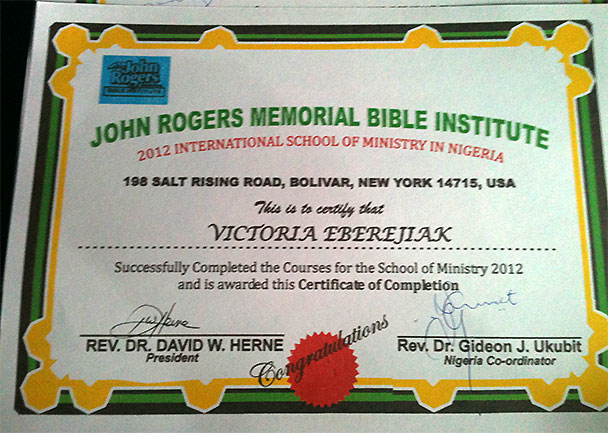 John
Rogers
BIBLE INSTITUTE
JOHN ROGERS MEMORIAL BIBLE INSTITUTE
2012 INTERNATIONAL SCHOOL OF MINISTRY IN NIGERIA
198 SALT RISING ROAD, BOLIVAR, NEW YORK 14715, USA
This is to certify that
VICTORIA EBEREJIAK
Successfully Completed the Courses for the School of Ministry 2012
and is awarded this Certificate of Completion
REV. DR. DAVID W. HERNE
President
Congratulations
Rev. Dr. Gideon J. Ukubit
Nigeria Co-ordinator